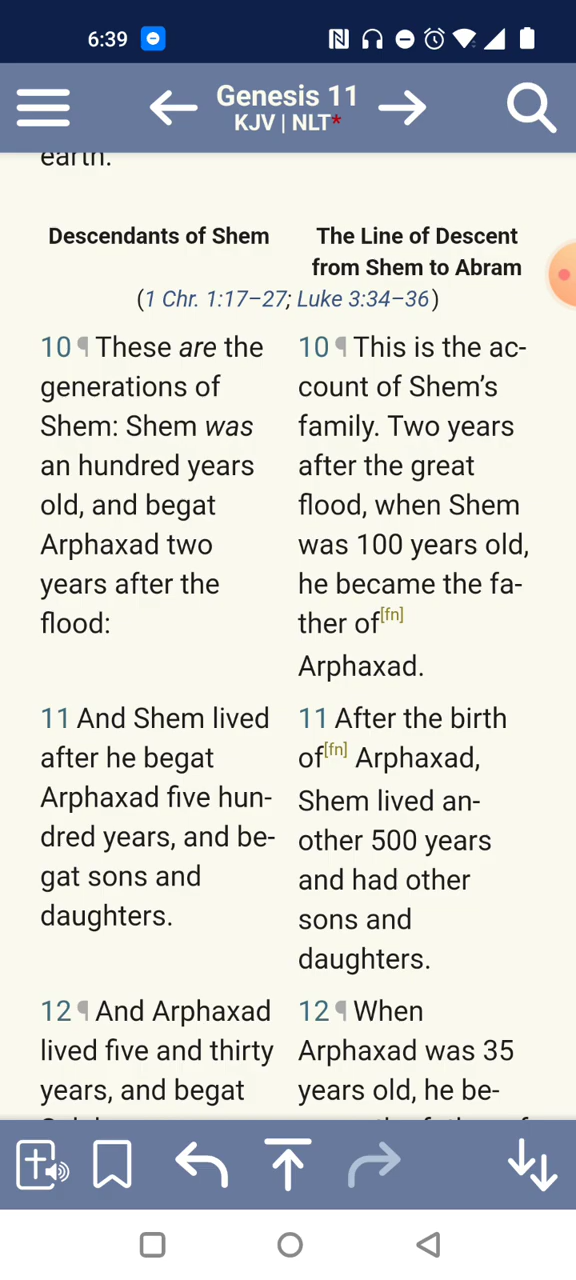 6:39
Genesis 11
KJV | NLT*
earth.
Descendants of Shem
The Line of Descent
from Shem to Abram
(1 Chr. 1:17–27; Luke 3:34–36)
10 ¶ These are the
generations of
Shem: Shem was
an hundred years
old, and begat
Arphaxad two
years after the
flood:
10 ¶ This is the ac-
count of Shem’s
family. Two years
after the great
flood, when Shem
was 100 years old,
he became the fa-
ther of[fn]
Arphaxad.
11 And Shem lived
after he begat
Arphaxad five hun-
dred years, and be-
gat sons and
daughters.
11 After the birth
of[fn] Arphaxad,
Shem lived an-
other 500 years
and had other
sons and
daughters.
12 ¶ And Arphaxad
lived five and thirty
years, and begat
12 ¶ When
Arphaxad was 35
years old, he be-